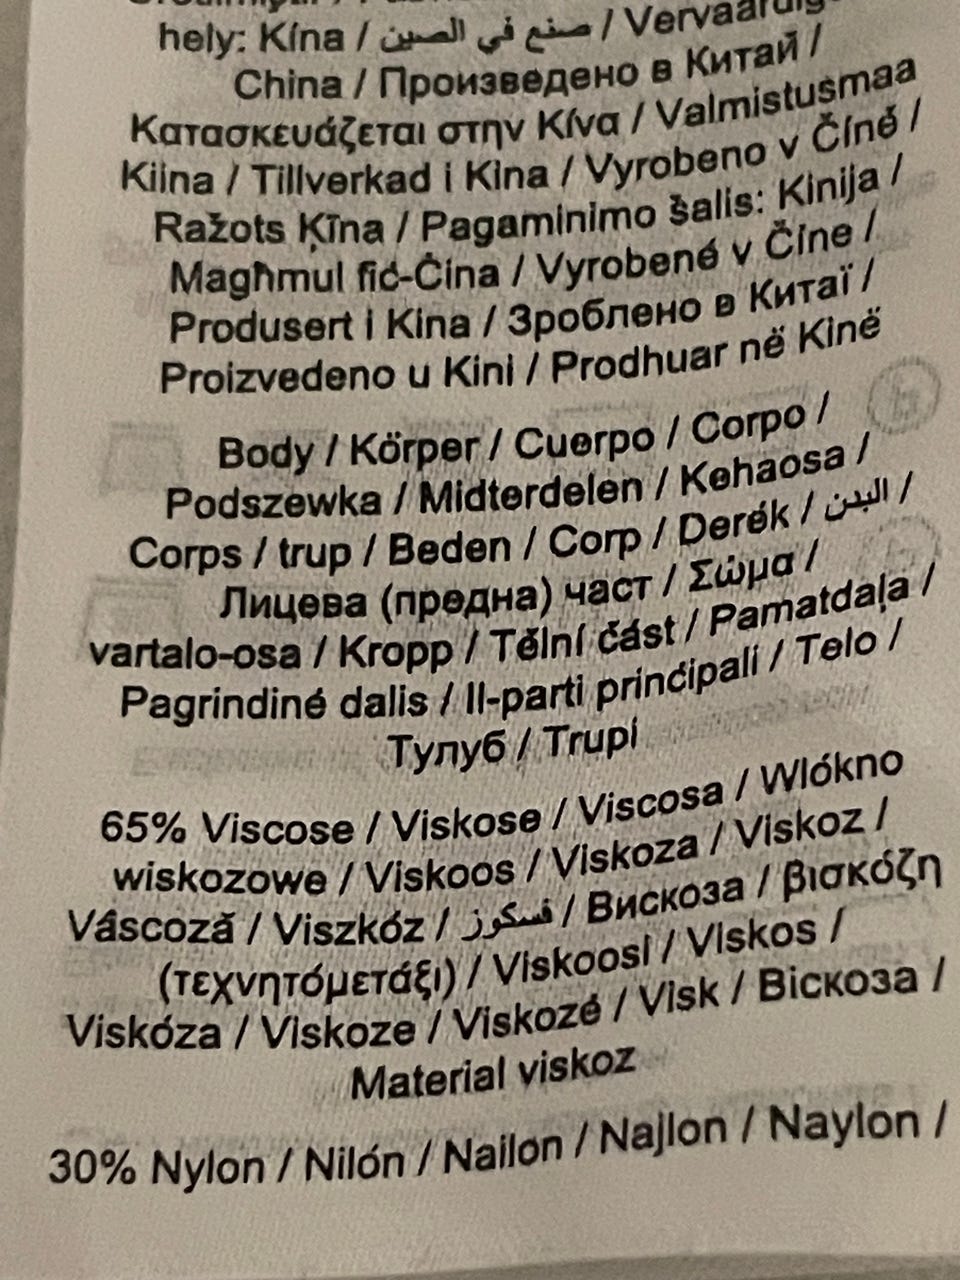 hely: Kína / صنع في الصين / Vervaardig
China / Произведено в Китай /
Κατασκευάζεται στην Κίνα / Valmistusmaa
Kiina / Tillverkad i Kina / Vyrobeno v Číně /
Ražots Ķīna / Pagaminimo šalis: Kinija /
Magħmul fiċ-Ċina / Vyrobené v Číne /
Produsert i Kina / Зроблено в Китаї /
Proizvedeno u Kini / Prodhuar në Kinë
Body / Körper / Cuerpo / Corpo /
Podszewka / Midterdelen / Kehaosa /
Corps / trup / Beden / Corp / Derék / البدن /
Лицева (предна) част / Σώμα /
vartalo-osa / Kropp / Tělní část / Pamatdaļa /
Pagrindinė dalis / Il-parti prinċipali / Telo /
Тулуб / Trupi
65% Viscose / Viskose / Viscosa / Wlókno
wiskozowe / Viskoos / Viskoza / Viskoz /
Vâscoză / Viszkóz / فسكوز / Вискоза / βισκόζη
(τεχνητόμετάξι) / Viskoosi / Viskos /
Viskóza / Viskoze / Viskozė / Visk / Віскоза /
Material viskoz
30% Nylon / Nilón / Nailon / Najlon / Naylon /